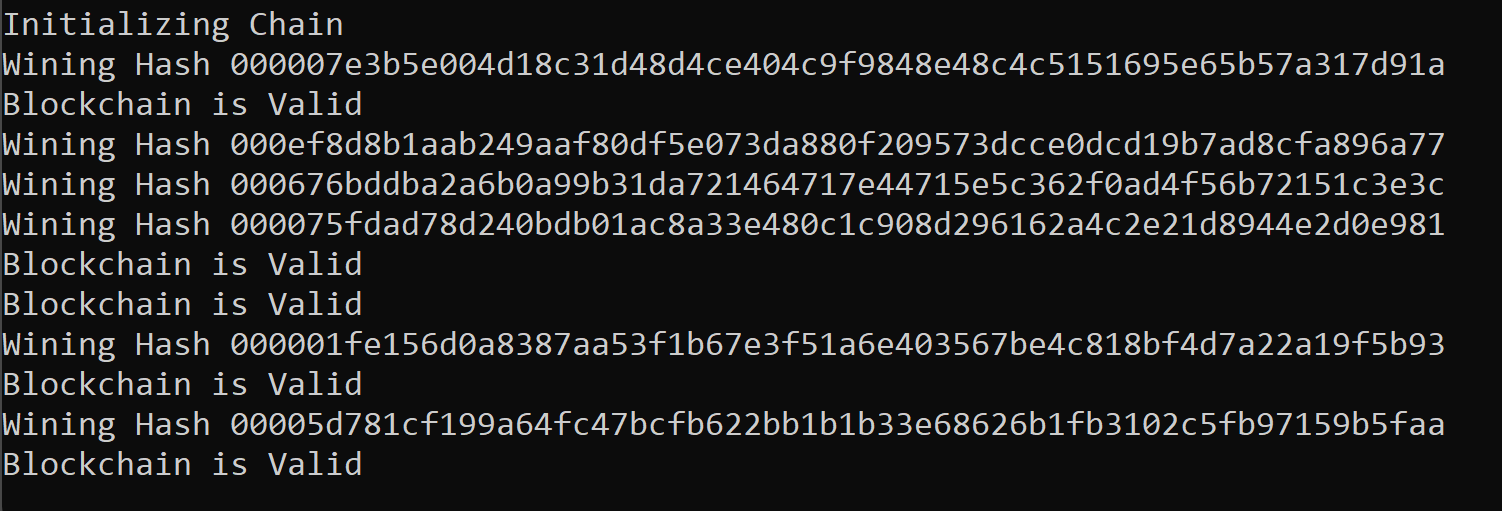 Initializing Chain
Wining Hash 000007e3b5e004d18c31d48d4ce404c9f9848e48c4c5151695e65b57a317d91a
Blockchain is Valid
Wining Hash 000ef8d8b1aab249aaf80df5e073da880f209573dcce0dcd19b7ad8cfa896a77
Wining Hash 000676bddba2a6b0a99b31da721464717e44715e5c362f0ad4f56b72151c3e3c
Wining Hash 000075fdad78d240bdb01ac8a33e480c1c908d296162a4c2e21d8944e2d0e981
Blockchain is Valid
Blockchain is Valid
Wining Hash 000001fe156d0a8387aa53f1b67e3f51a6e403567be4c818bf4d7a22a19f5b93
Blockchain is Valid
Wining Hash 00005d781cf199a64fc47bcfb622bb1b1b33e68626b1fb3102c5fb97159b5faa
Blockchain is Valid